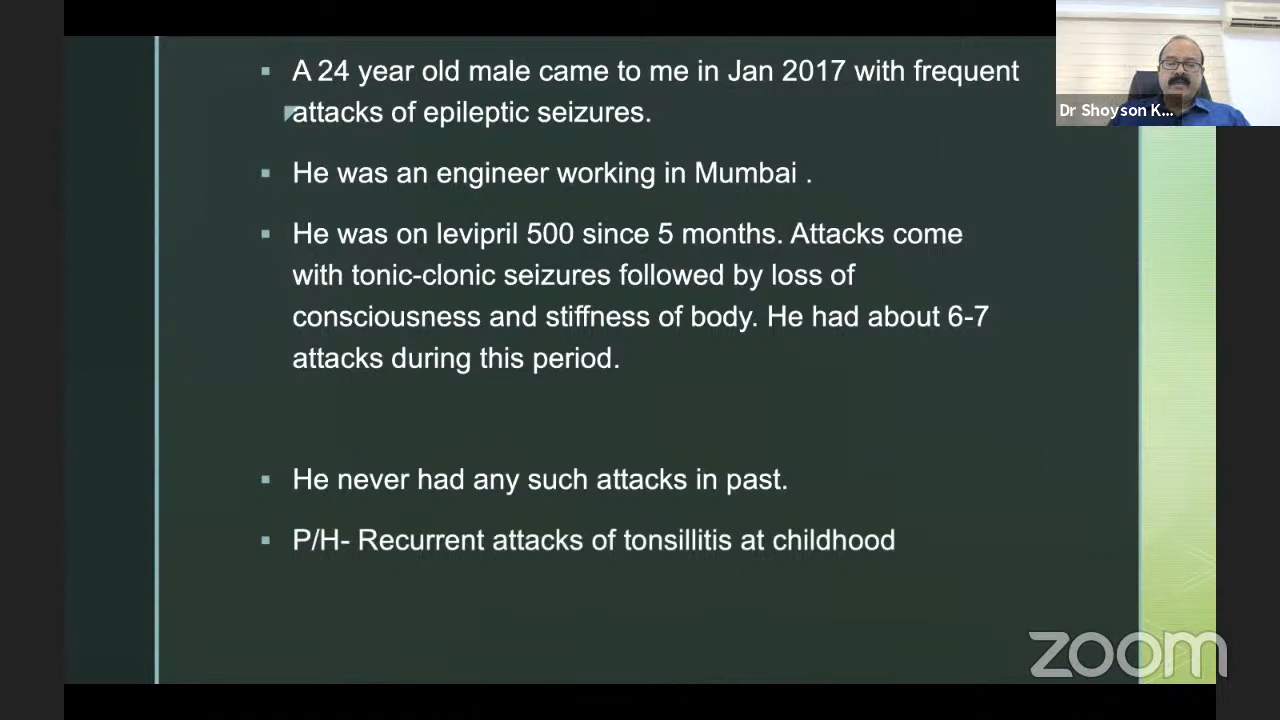 ▪ A 24 year old male came to me in Jan 2017 with frequent
attacks of epileptic seizures.
▪ He was an engineer working in Mumbai .
▪ He was on levipril 500 since 5 months. Attacks come
with tonic-clonic seizures followed by loss of
consciousness and stiffness of body. He had about 6-7
attacks during this period.
▪ He never had any such attacks in past.
▪ P/H- Recurrent attacks of tonsillitis at childhood
Dr Shoyson K...
zoom